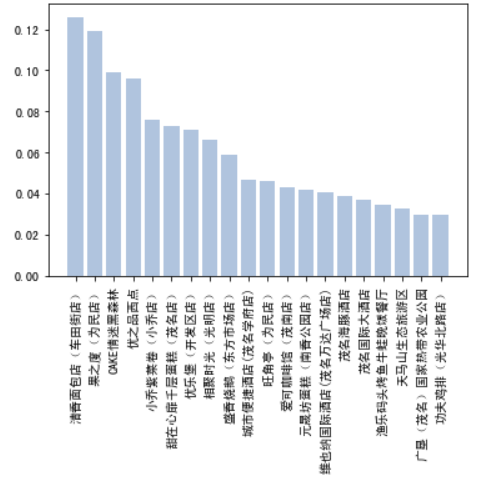 0.12
0.10
0.08
0.06
0.04
0.02
0.00
清香面包店（车田街店）
果之度（为民店）
CAKE情迷黑森林
优之品西点
小乔紫菜卷（小乔店）
甜在心扉千层蛋糕（茂名店）
优乐堡（开发区店）
相聚时光（光明店）
盛香烧鹅（东方市场店）
城市便捷酒店(茂名学府店)
旺角亭（为民店）
爱可咖啡馆（茂南店）
元晟坊蛋糕（南香公园店）
维也纳国际酒店(茂名万达广场店)
茂名海豚酒店
茂名国际大酒店
渔乐码头烤鱼牛蛙晚饭餐厅
天马山生态旅游区
广垦（茂名）国家热带农业公园
功夫鸡排（光华北路店）